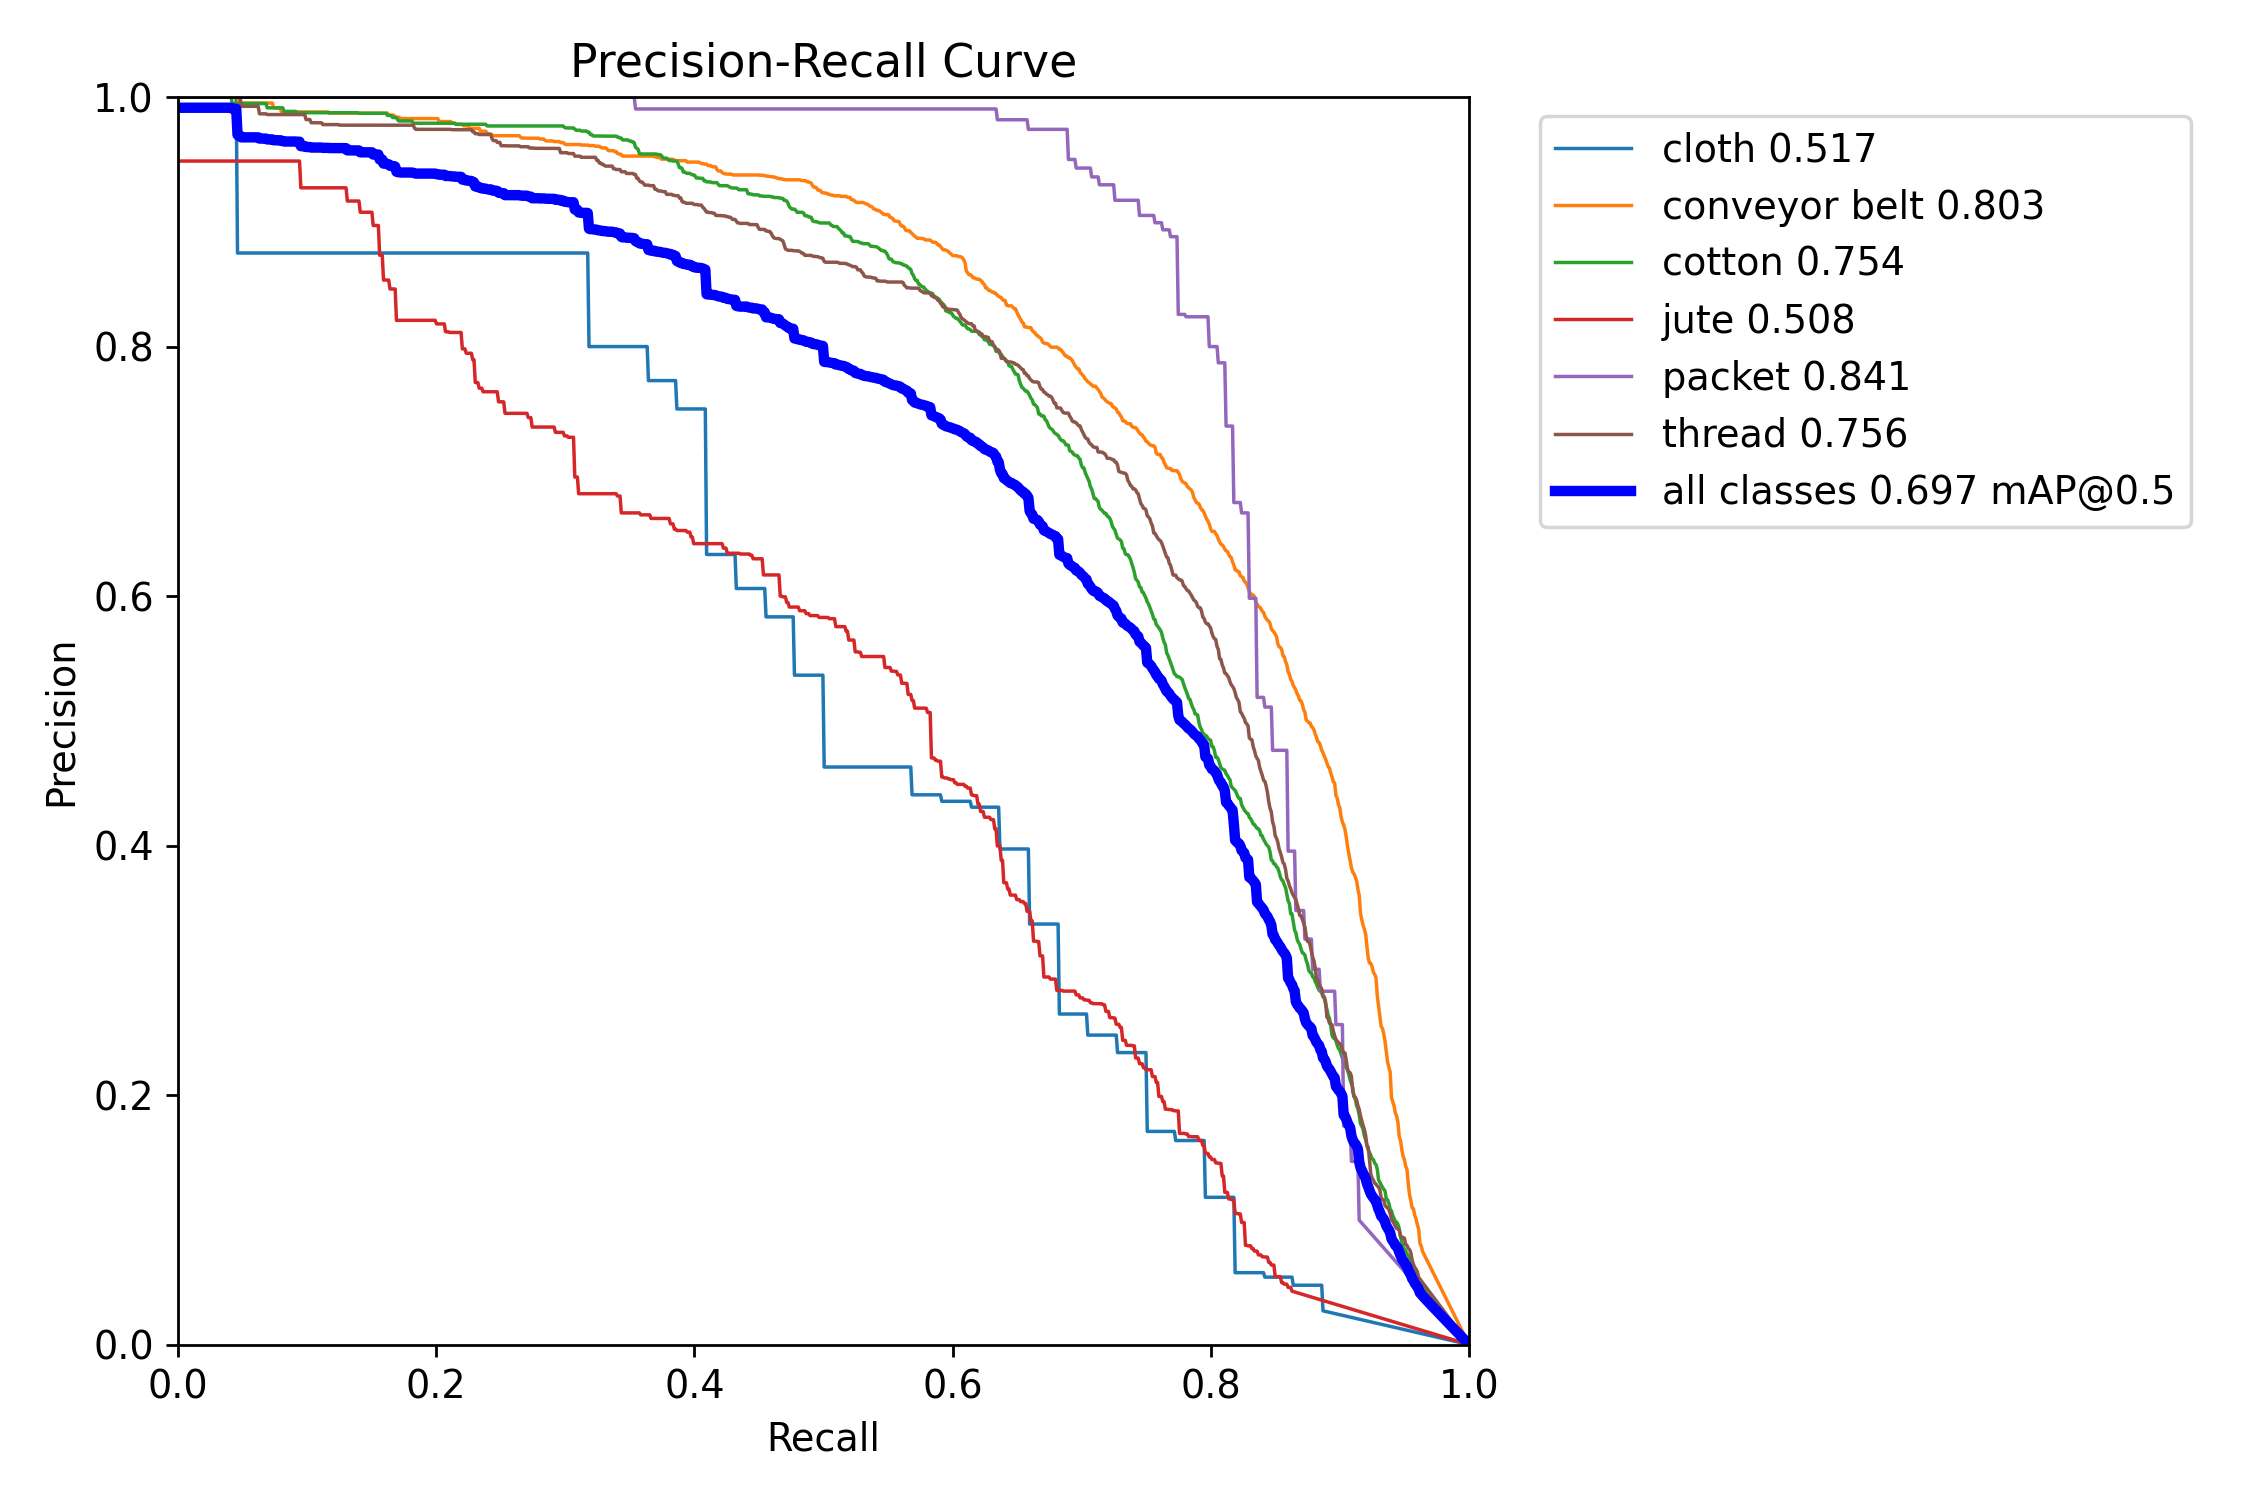 Precision-Recall Curve
1.0
0.8
0.6
0.4
0.2
0.0
Precision
0.0 0.2 0.4 0.6 0.8 1.0
Recall
cloth 0.517
conveyor belt 0.803
cotton 0.754
jute 0.508
packet 0.841
thread 0.756
all classes 0.697 mAP@0.5